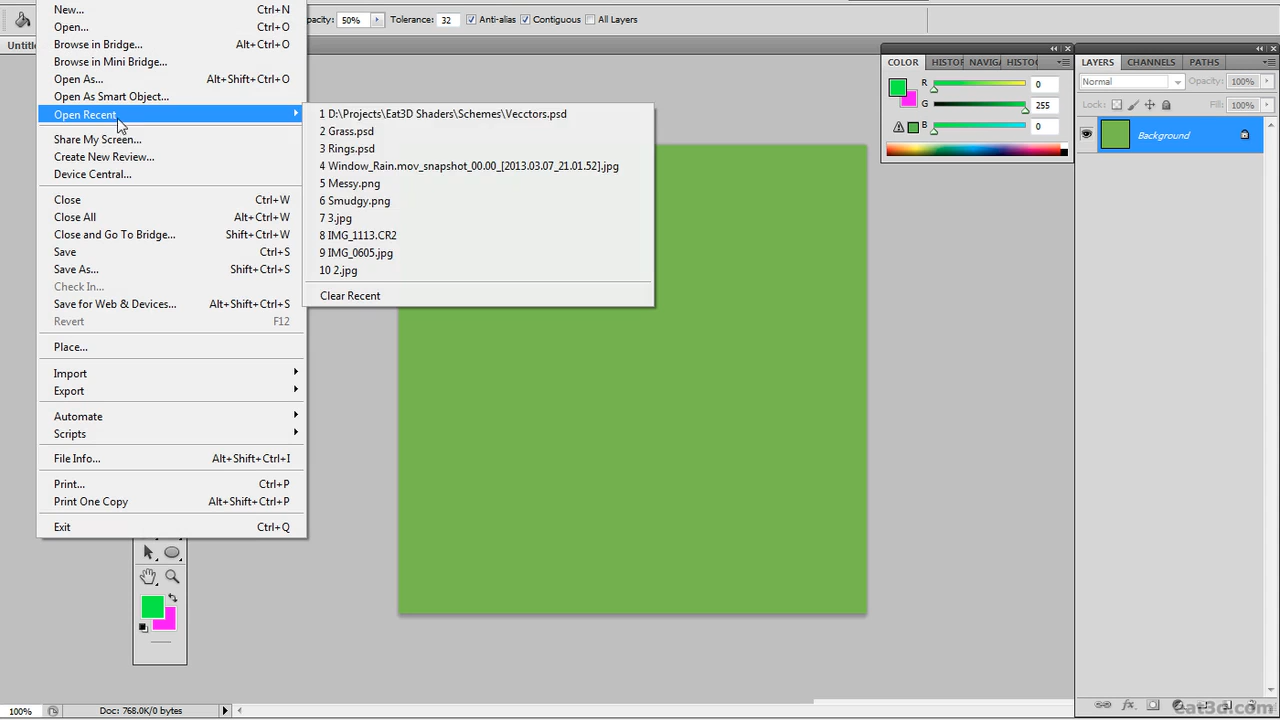 pacity: 50% Tolerance: 32 Anti-alias Contiguous All Layers
Untitle
New... Ctrl+N
Open... Ctrl+O
Browse in Bridge... Alt+Ctrl+O
Browse in Mini Bridge...
Open As... Alt+Shift+Ctrl+O
Open As Smart Object...
Open Recent
Share My Screen...
Create New Review...
Device Central...
Close Ctrl+W
Close All Alt+Ctrl+W
Close and Go To Bridge... Shift+Ctrl+W
Save Ctrl+S
Save As... Shift+Ctrl+S
Check In...
Save for Web & Devices... Alt+Shift+Ctrl+S
Revert F12
Place...
Import
Export
Automate
Scripts
File Info... Alt+Shift+Ctrl+I
Print... Ctrl+P
Print One Copy Alt+Shift+Ctrl+P
Exit Ctrl+Q
1 D:\Projects\Eat3D Shaders\Schemes\Vecctors.psd
2 Grass.psd
3 Rings.psd
4 Window_Rain.mov_snapshot_00.00_[2013.03.07_21.01.52].jpg
5 Messy.png
6 Smudgy.png
7 3.jpg
8 IMG_1113.CR2
9 IMG_0605.jpg
10 2.jpg
Clear Recent
COLOR HISTOR NAVIGA HISTO
R 0
G 255
B 0
LAYERS CHANNELS PATHS
Normal Opacity: 100%
Lock: Fill: 100%
Background
100% Doc: 768.0K/0 bytes
eat3d.com